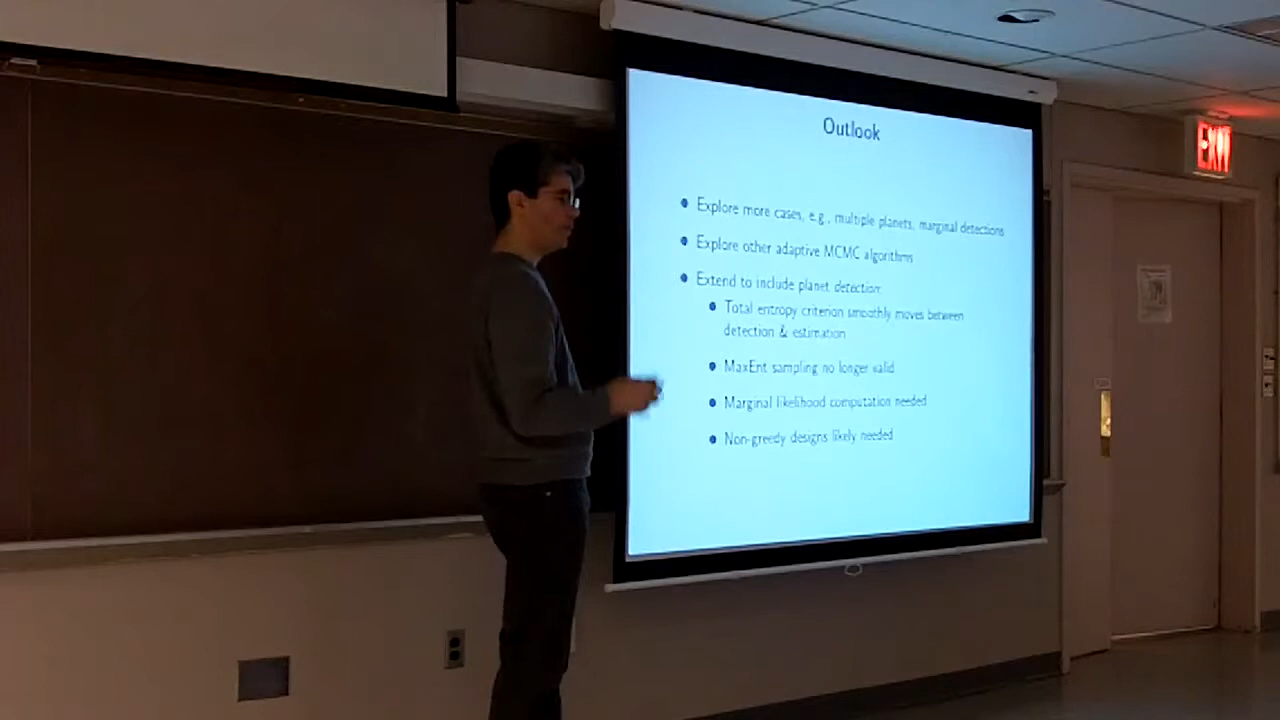 Outlook
Explore more cases, e.g., multiple planets, marginal detections
Explore other adaptive MCMC algorithms
Extend to include planet detection:
Total entropy criterion smoothly moves between
detection & estimation
MaxEnt sampling no longer valid
Marginal likelihood computation needed
Non-greedy designs likely needed
EXIT